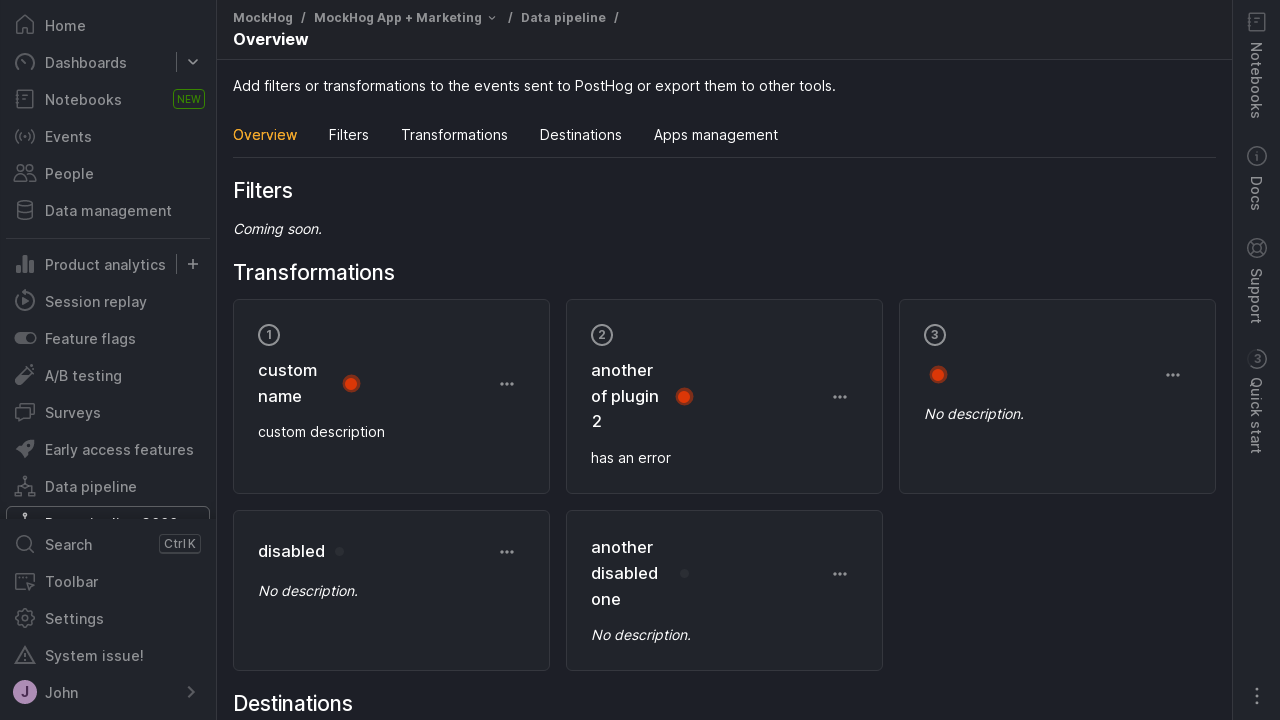 Home
Dashboards
Notebooks
NEW
Events
People
Data management
Product analytics
Session replay
Feature flags
A/B testing
Surveys
Early access features
Data pipeline
Search
Ctrl K
Toolbar
Settings
System issue!
J
John
MockHog / MockHog App + Marketing / Data pipeline /
Overview
Add filters or transformations to the events sent to PostHog or export them to other tools.
Overview
Filters
Transformations
Destinations
Apps management
Filters
Coming soon.
Transformations
1
custom
name
custom description
2
another
of plugin
2
has an error
3
No description.
disabled
No description.
another
disabled
one
No description.
Destinations
Notebooks
Docs
Support
3
Quick start